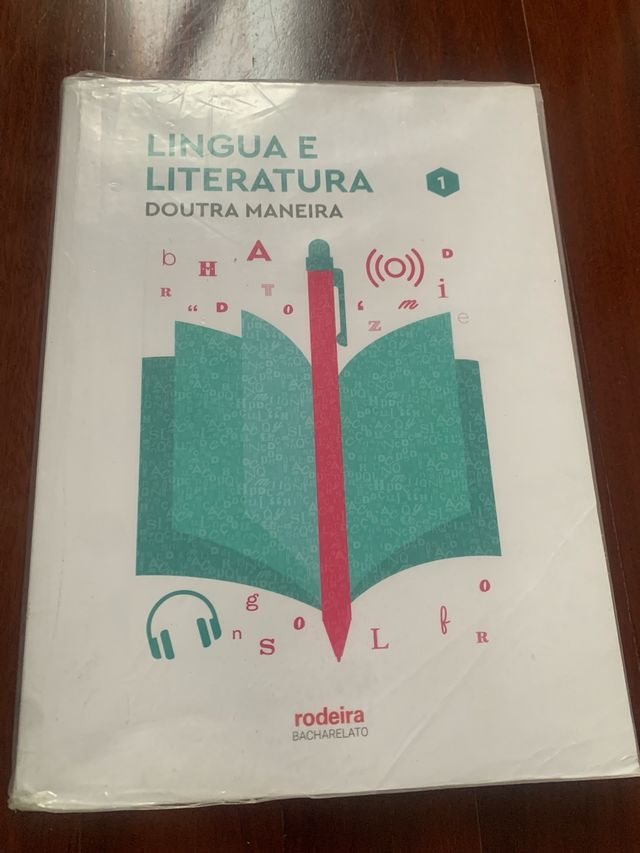 LINGUA E
LITERATURA
DOUTRA MANEIRA
1
b H A D
R “ D T O ‘ z m i e
g n S O L f O R
rodeira
BACHARELATO